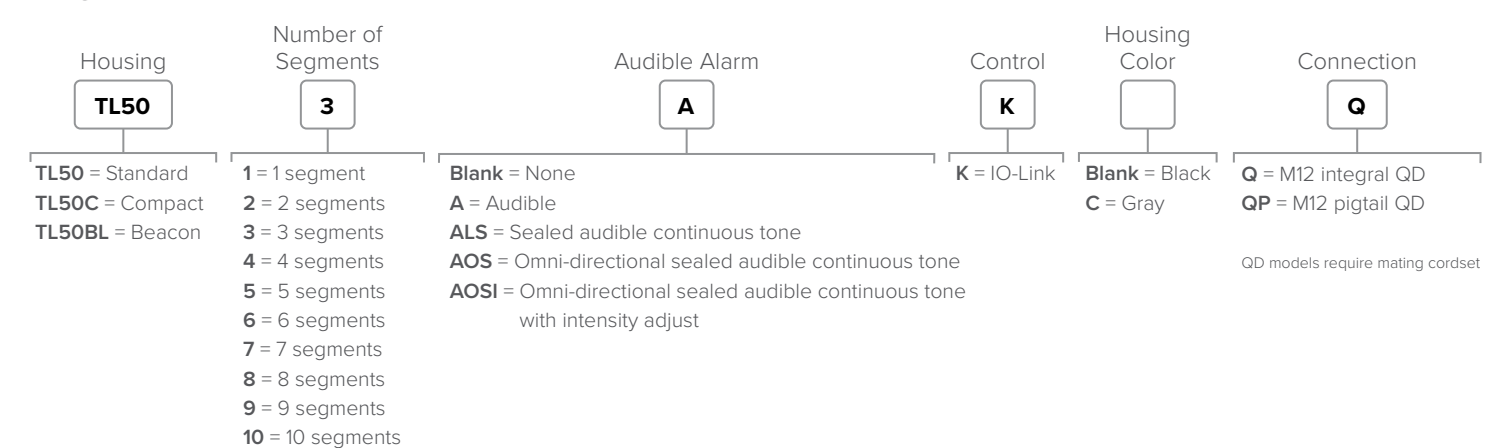 Housing
Number of
Segments
Audible Alarm
Control
Housing
Color
Connection
TL50
3
A
K
Q
TL50 = Standard
TL50C = Compact
TL50BL = Beacon
1 = 1 segment
2 = 2 segments
3 = 3 segments
4 = 4 segments
5 = 5 segments
6 = 6 segments
7 = 7 segments
8 = 8 segments
9 = 9 segments
10 = 10 segments
Blank = None
A = Audible
ALS = Sealed audible continuous tone
AOS = Omni-directional sealed audible continuous tone
AOSI = Omni-directional sealed audible continuous tone
with intensity adjust
K = IO-Link
Blank = Black
C = Gray
Q = M12 integral QD
QP = M12 pigtail QD
QD models require mating cordset